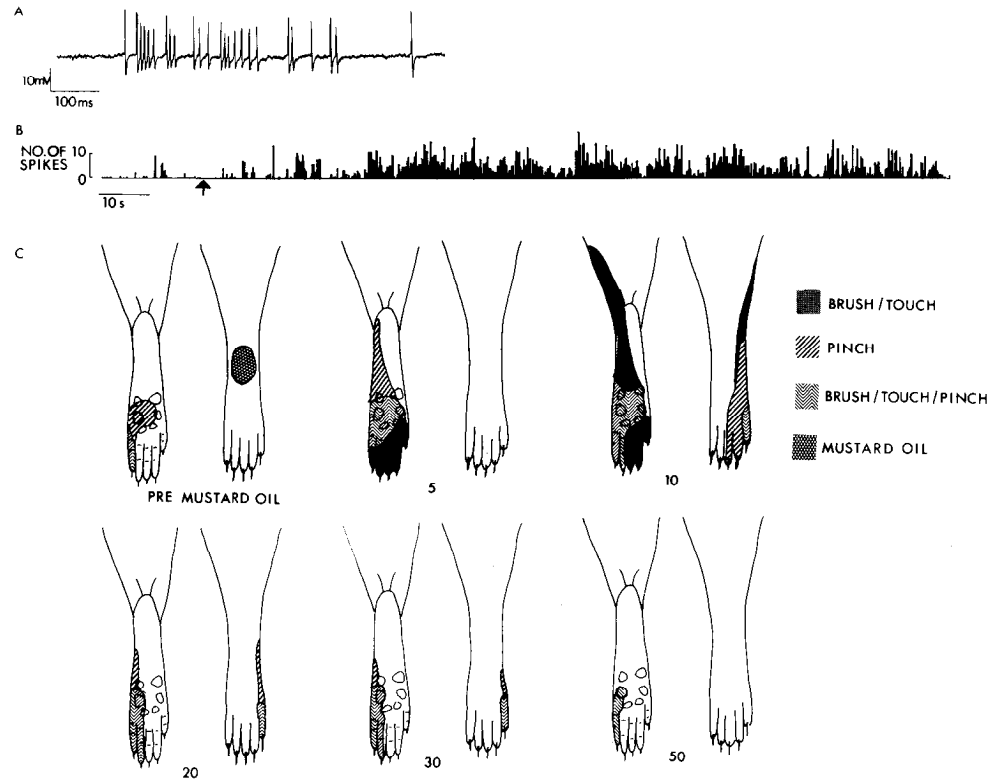 A
10mV
100ms
B
NO.OF
SPIKES
10
0
10 s
C
BRUSH/TOUCH
PINCH
BRUSH/TOUCH/PINCH
MUSTARD OIL
PRE MUSTARD OIL
5
10
20
30
50